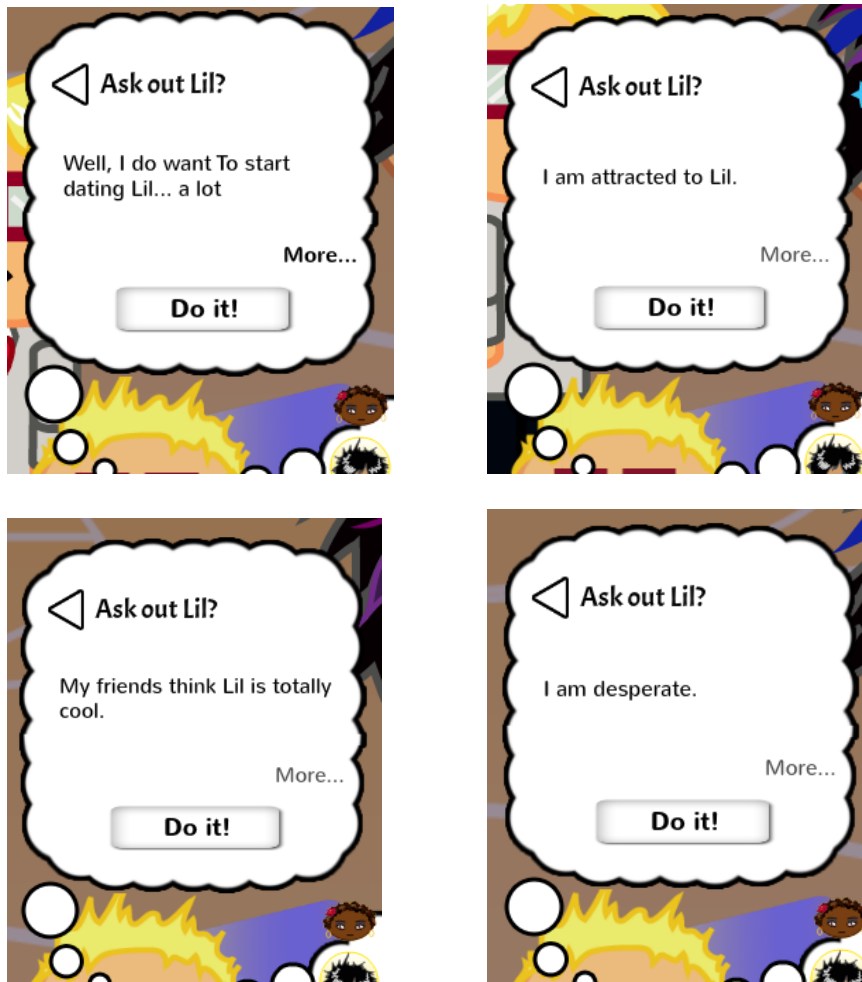 Ask out Lil?
Well, I do want To start
dating Lil... a lot
More...
Do it!
Ask out Lil?
I am attracted to Lil.
More...
Do it!
Ask out Lil?
My friends think Lil is totally
cool.
More...
Do it!
Ask out Lil?
I am desperate.
More...
Do it!